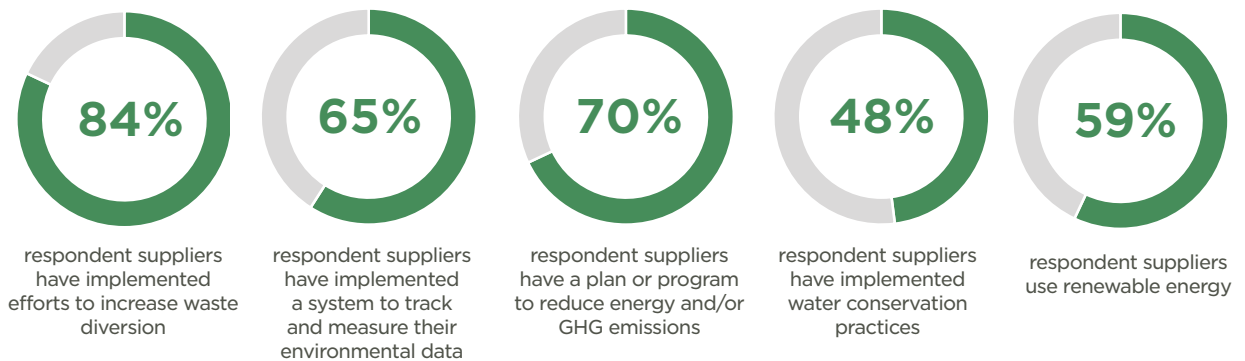 84%
65%
70%
48%
59%
respondent suppliers
have implemented
efforts to increase waste
diversion
respondent suppliers
have implemented
a system to track
and measure their
environmental data
respondent suppliers
have a plan or program
to reduce energy and/or
GHG emissions
respondent suppliers
have implemented
water conservation
practices
respondent suppliers
use renewable energy